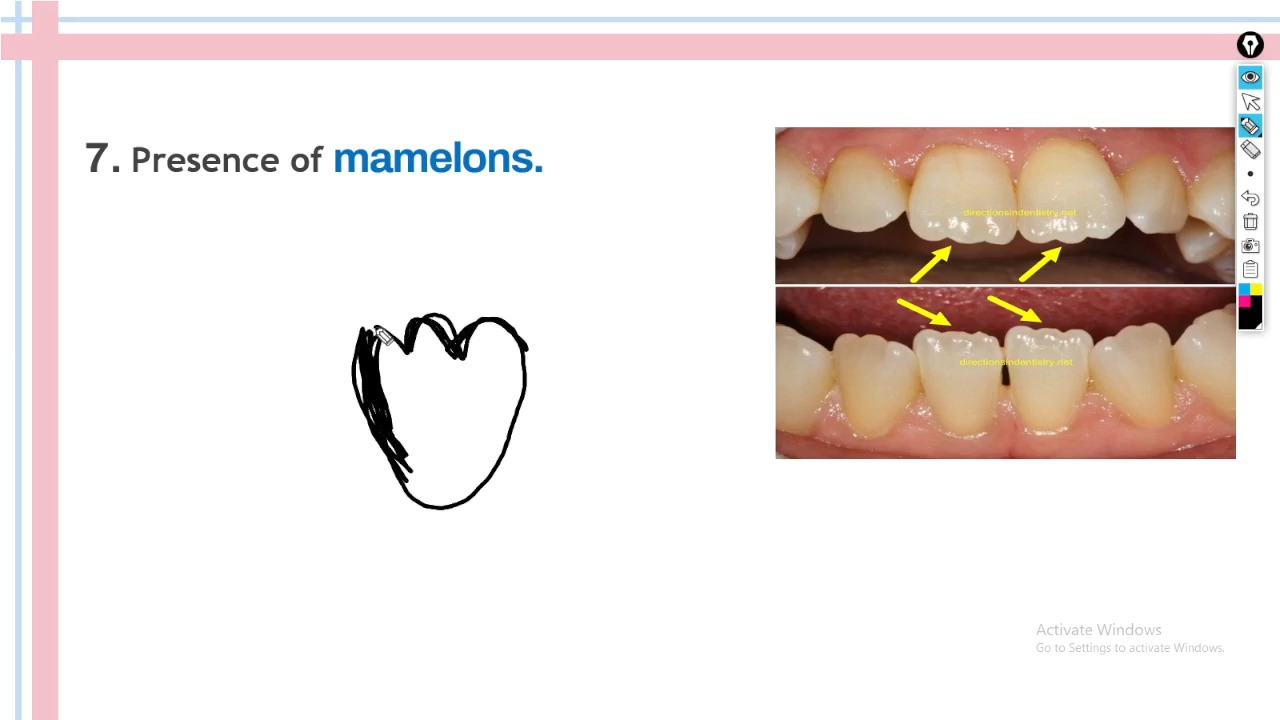 7. Presence of mamelons.
directionsindentistry.net
directionsindentistry.net
Activate Windows
Go to Settings to activate Windows.